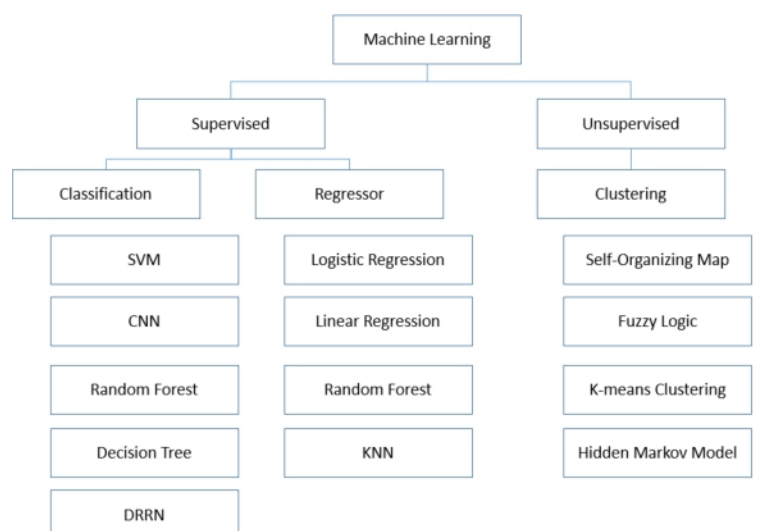 Machine Learning
Supervised
Unsupervised
Classification
Regressor
Clustering
SVM
Logistic Regression
Self-Organizing Map
CNN
Linear Regression
Fuzzy Logic
Random Forest
Random Forest
K-means Clustering
Decision Tree
KNN
Hidden Markov Model
DRRN